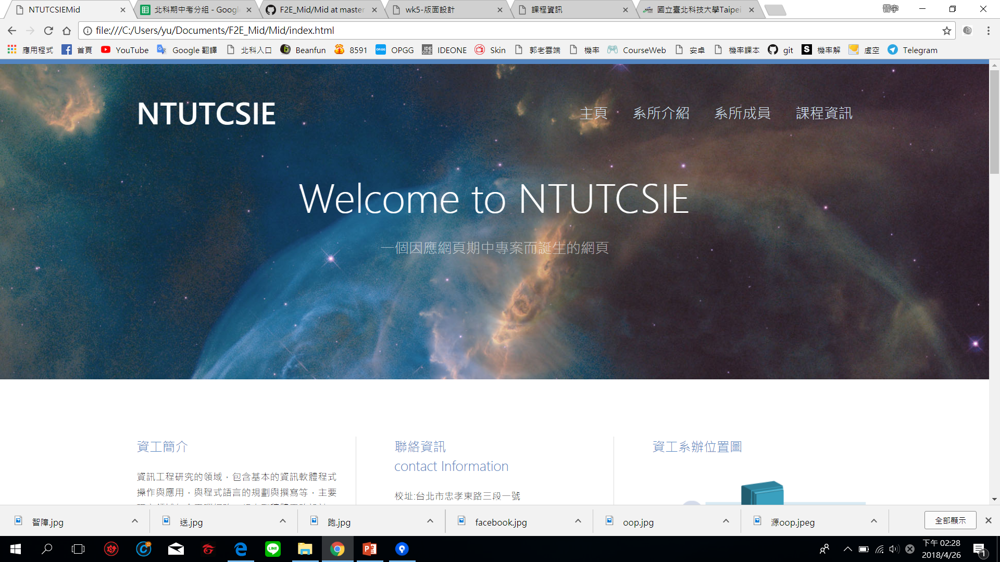 NTUTCSIEMid
北科期中考分組 - Googl
F2E_Mid/Mid at master
wk5-版面設計
課程資訊
國立臺北科技大學Taipei
晉宇
file:///C:/Users/yu/Documents/F2E_Mid/Mid/index.html
應用程式
首頁
YouTube
Google 翻譯
北科入口
Beanfun
8591
OPGG
IDEONE
Skin
郭老雲端
機率
CourseWeb
安卓
機率課本
git
機率解
虛空
Telegram
NTUTCSIE
主頁
系所介紹
系所成員
課程資訊
Welcome to NTUTCSIE
一個因應網頁期中專案而誕生的網頁
資工簡介
資訊工程研究的領域，包含基本的資訊軟體程式
操作與應用，與程式語言的規劃與撰寫等，主要
聯絡資訊
contact Information
校址:台北市忠孝東路三段一號
資工系辦位置圖
智障.jpg
送.jpg
跑.jpg
facebook.jpg
oop.jpg
源oop.jpeg
全部顯示
下午 02:28
2018/4/26
1